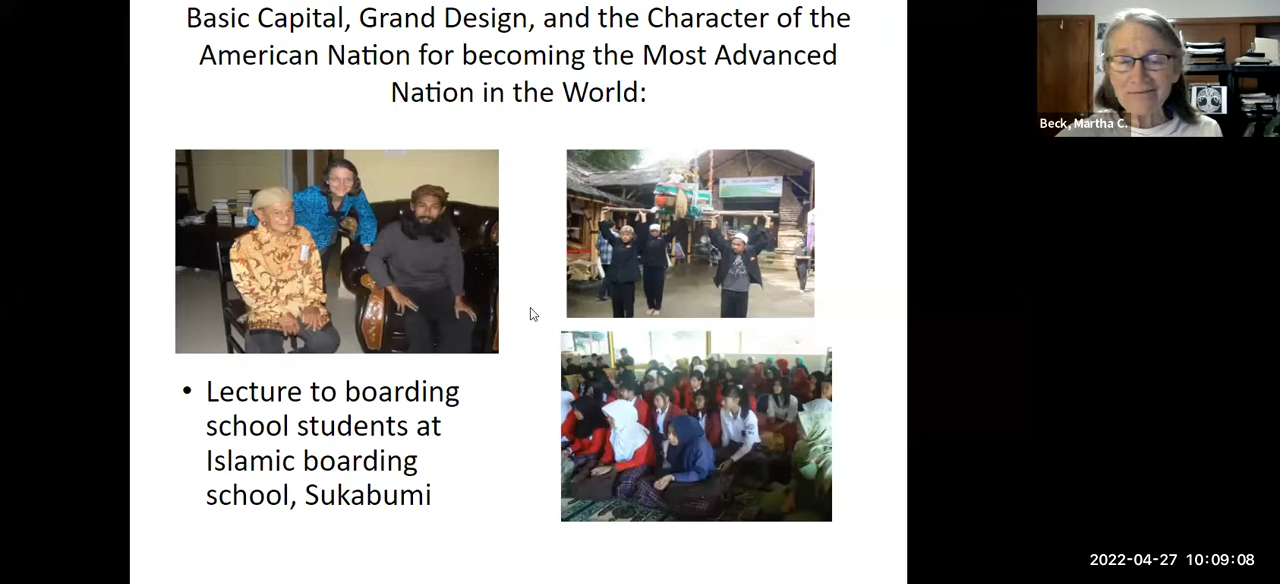 Basic Capital, Grand Design, and the Character of the
American Nation for becoming the Most Advanced
Nation in the World:
Beck, Martha C.
• Lecture to boarding
school students at
Islamic boarding
school, Sukabumi
2022-04-27 10:09:08